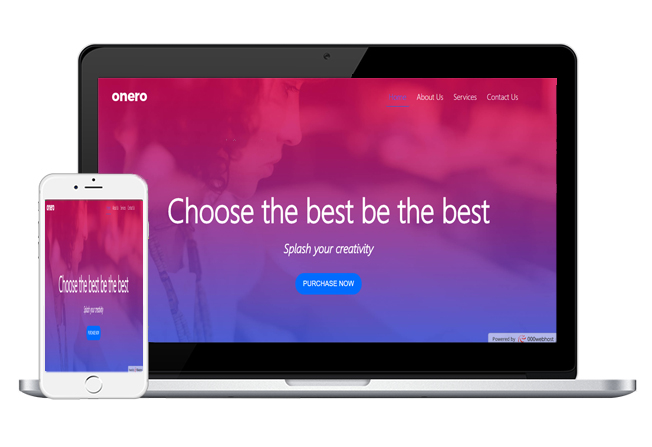 onero
Home About Us Services Contact Us
Choose the best be the best
Splash your creativity
PURCHASE NOW
Powered by 000webhost
onero
Choose the best be the best
Splash your creativity
PURCHASE NOW